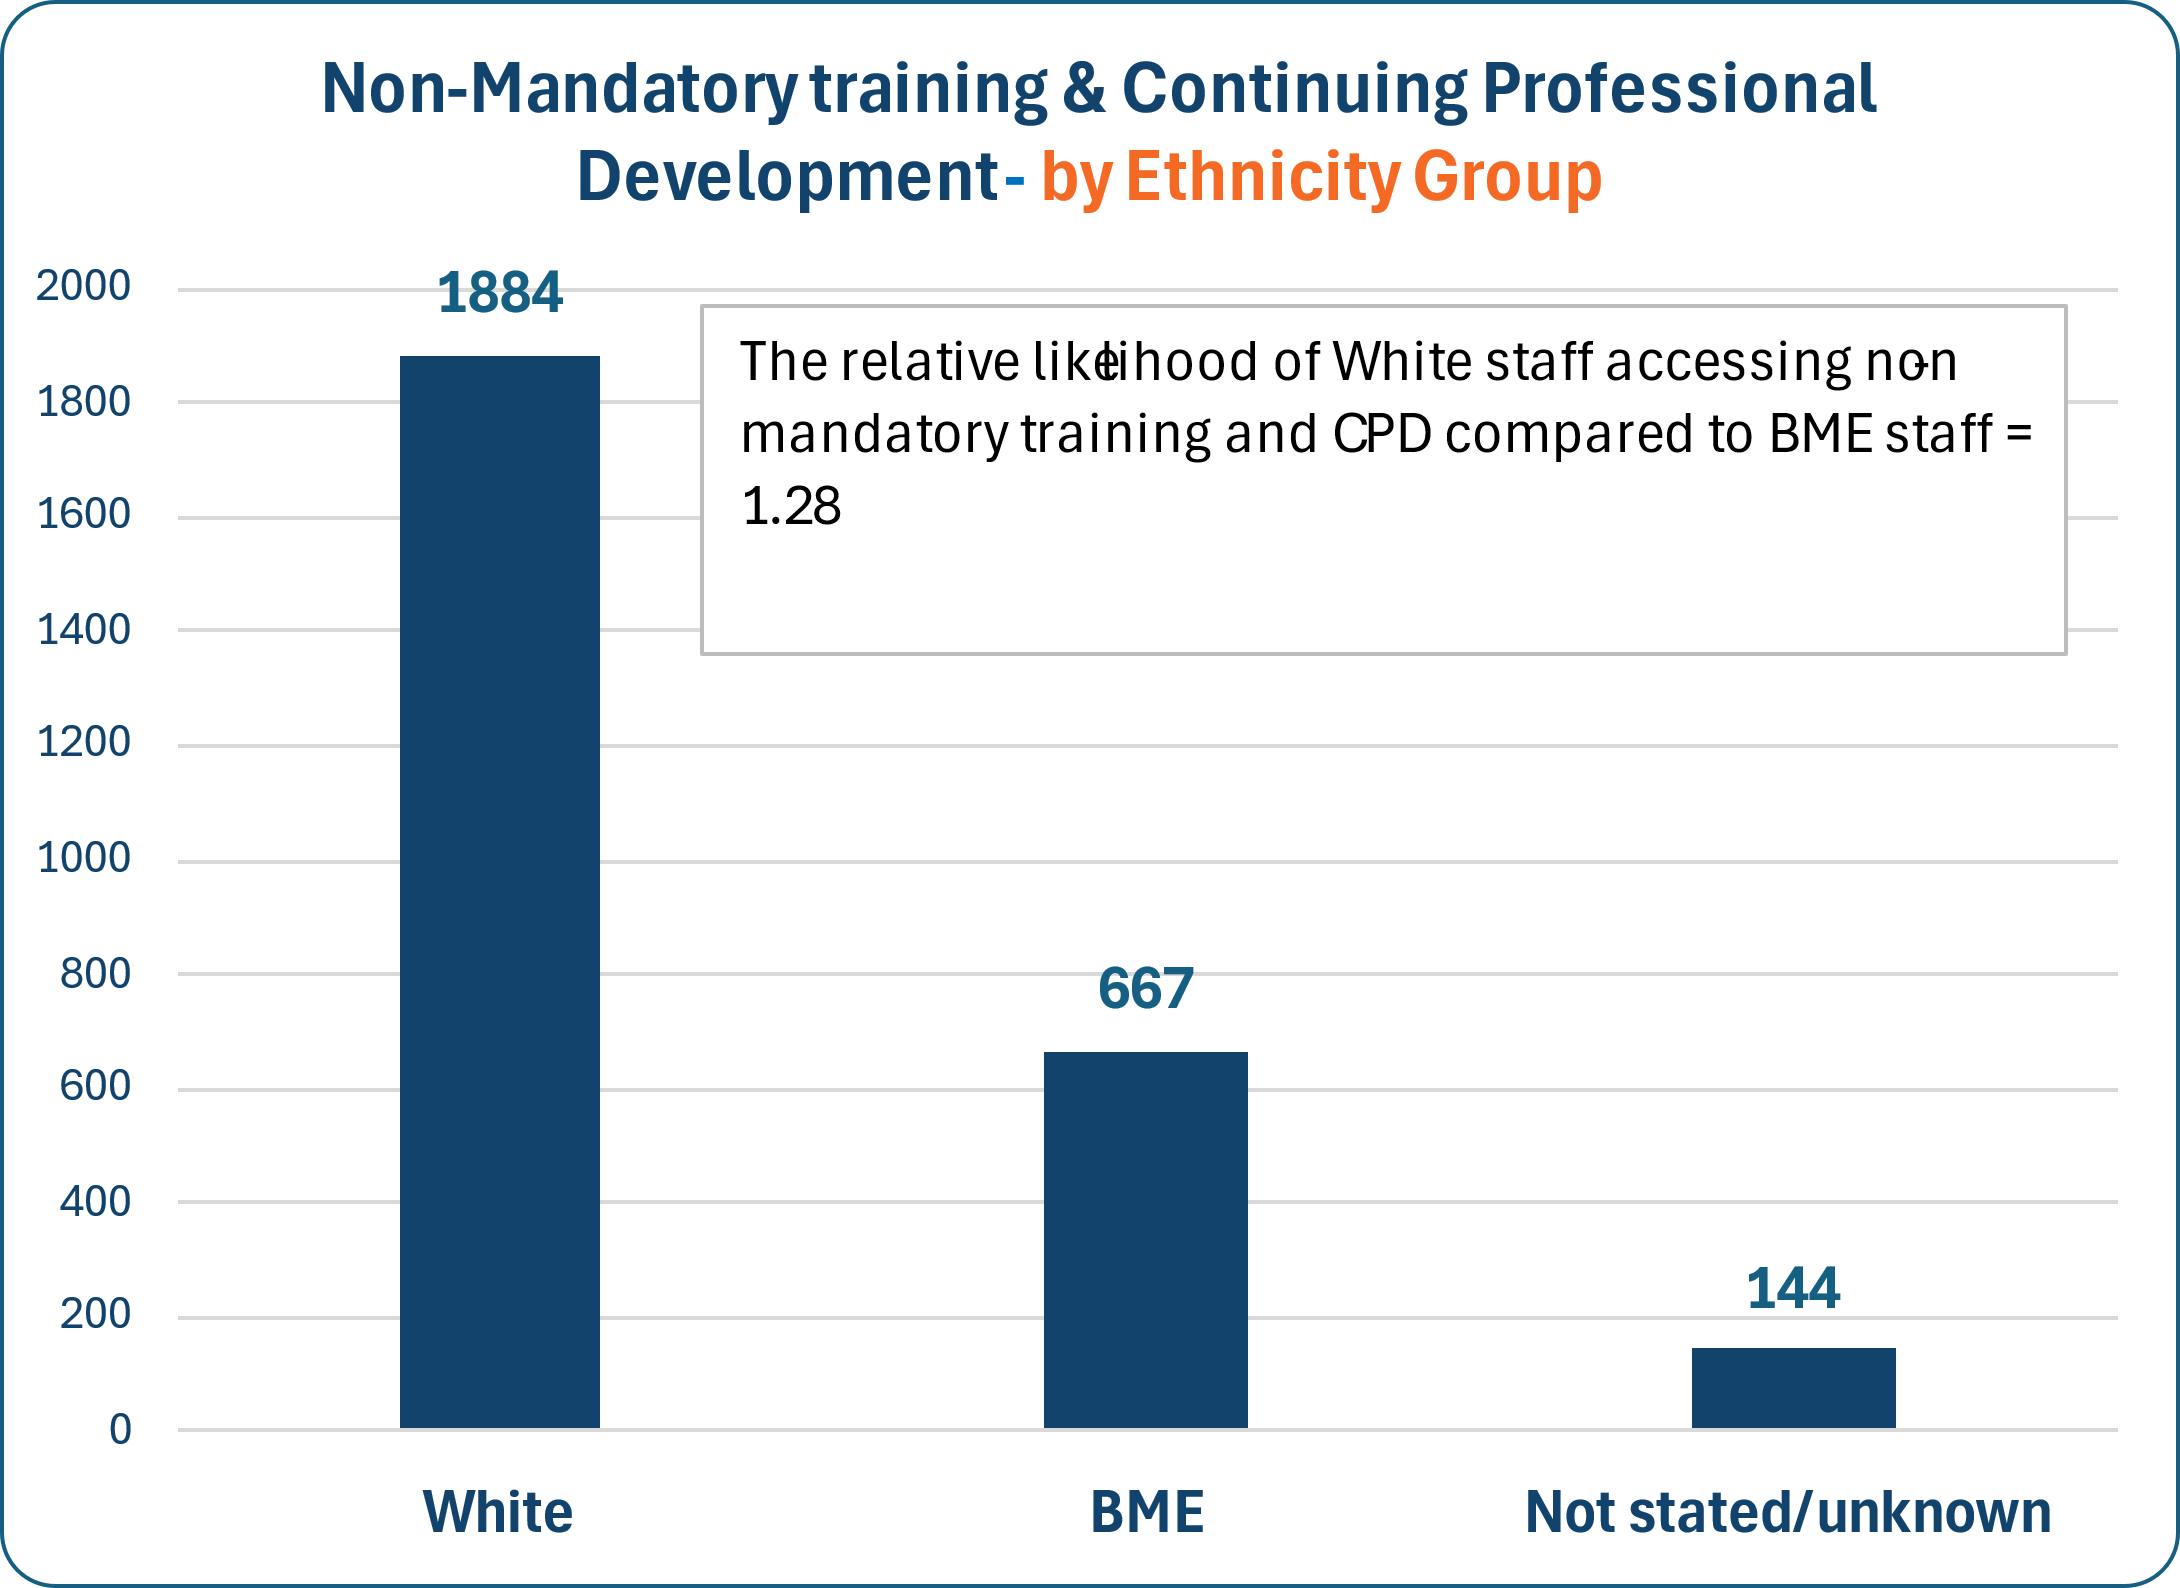 Non-Mandatory training & Continuing Professional
Development - by Ethnicity Group
2000
1800
1600
1400
1200
1000
800
600
400
200
0
1884
667
144
The relative likelihood of White staff accessing non-
mandatory training and CPD compared to BME staff =
1.28
White
BME
Not stated/unknown